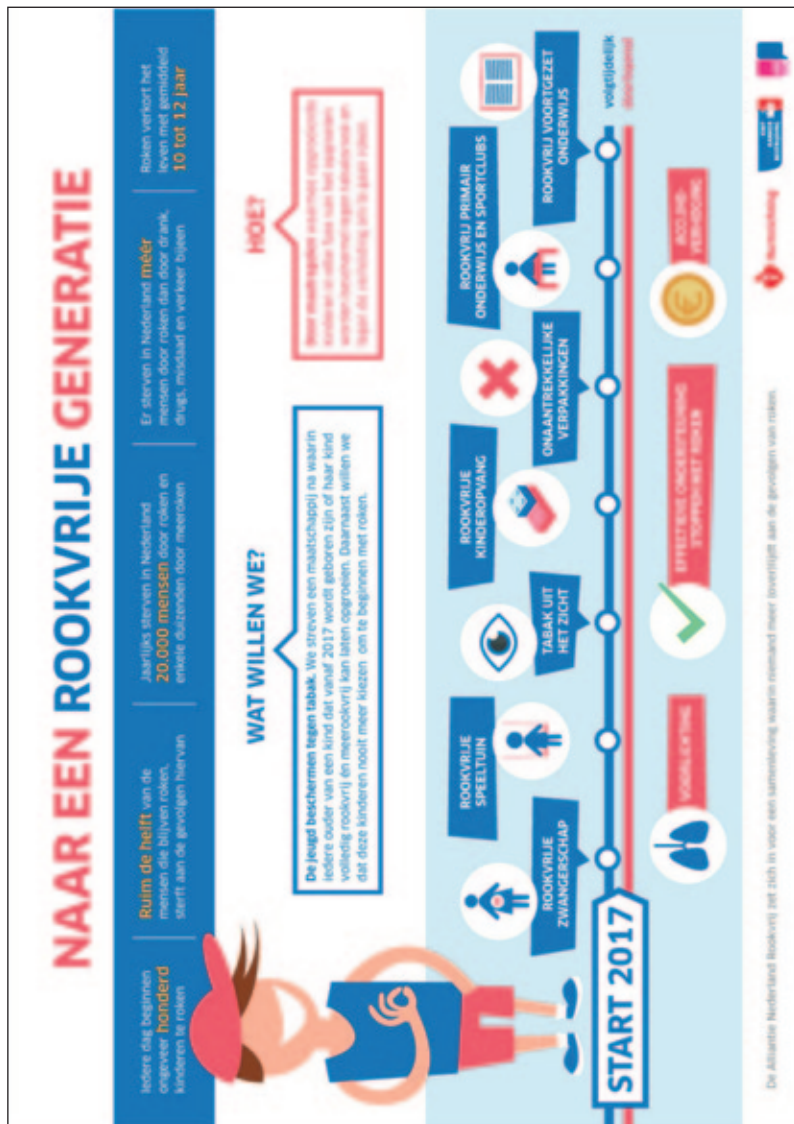 NAAR EEN ROOKVRIJE GENERATIE
Iedere dag beginnen
ongeveer honderd
kinderen te roken
Ruim de helft van de
mensen die blijven roken,
sterft aan de gevolgen hiervan
Jaarlijks sterven in Nederland
20.000 mensen door roken en
enkele duizenden door meeroken
Er sterven in Nederland méér
mensen door roken dan door drank,
drugs, misdaad en verkeer bijeen
Roken verkort het
leven met gemiddeld
10 tot 12 jaar
WAT WILLEN WE?
De jeugd beschermen tegen tabak. We streven een maatschappij na waarin
iedere ouder van een kind dat vanaf 2017 wordt geboren zijn of haar kind
volledig rookvrij én meerookvrij kan laten opgroeien. Daarnaast willen we
dat deze kinderen nooit meer kiezen om te beginnen met roken.
HOE?
START 2017
ROOKVRIJE
ZWANGERSCHAP
ROOKVRIJE
SPEELTUIN
TABAK UIT
HET ZICHT
ROOKVRIJE
KINDEROPVANG
ONAANTREKKELIJKE
VERPAKKINGEN
ROOKVRIJ PRIMAIR
ONDERWIJS EN SPORTCLUBS
ROOKVRIJ VOORTGEZET
ONDERWIJS
volgtijdelijk
doorlopend
VOORLICHTING
EFFECTIEVE ONDERSTEUNING
STOPPEN-MET-ROKEN
ACCIJNS-
VERHOGING
De Alliantie Nederland Rookvrij zet zich in voor een samenleving waarin niemand meer (over)lijdt aan de gevolgen van roken.
Hartstichting